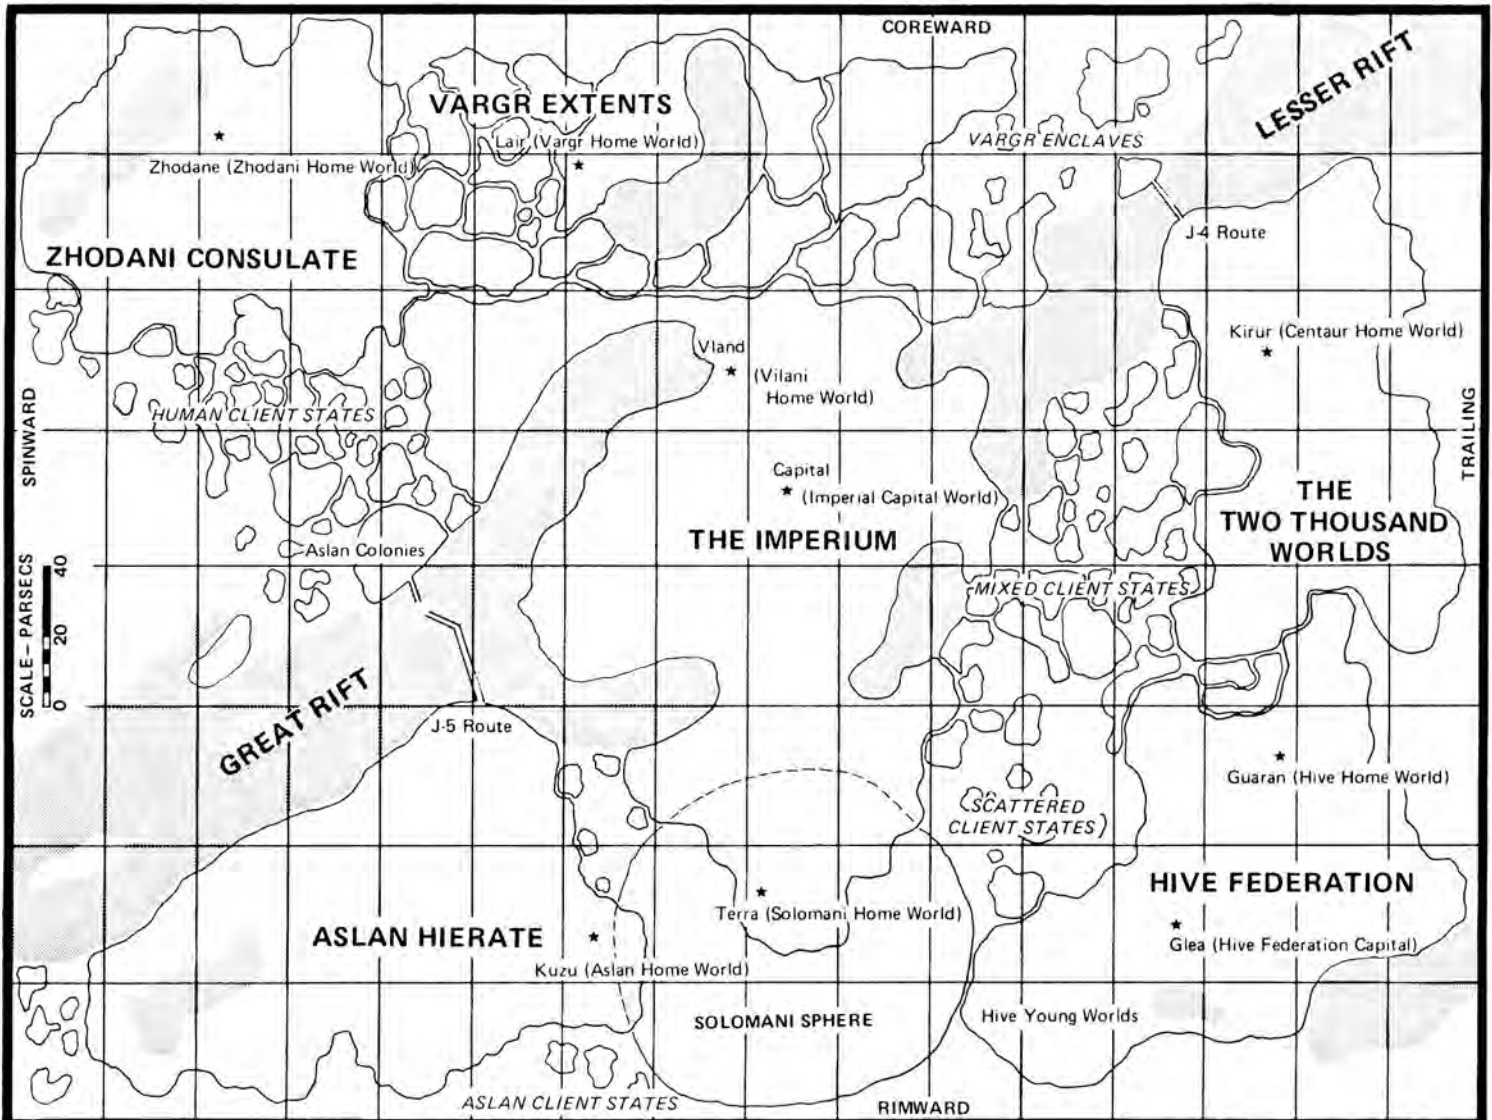 COREWARD
LESSER RIFT
VARGR EXTENTS
Lair (Vargr Home World)
VARGR ENCLAVES
Zhodane (Zhodani Home World)
J-4 Route
ZHODANI CONSULATE
Kirur (Centaur Home World)
Vland
(Vilani
Home World)
SPINWARD
HUMAN CLIENT STATES
TRAILING
Capital
(Imperial Capital World)
THE
TWO THOUSAND
WORLDS
THE IMPERIUM
Aslan Colonies
SCALE– PARSECS
40
20
0
MIXED CLIENT STATES
GREAT RIFT
J-5 Route
Guaran (Hive Home World)
SCATTERED
CLIENT STATES)
HIVE FEDERATION
Terra (Solomani Home World)
ASLAN HIERATE
Glea (Hive Federation Capital)
Kuzu (Aslan Home World)
SOLOMANI SPHERE
Hive Young Worlds
ASLAN CLIENT STATES
RIMWARD